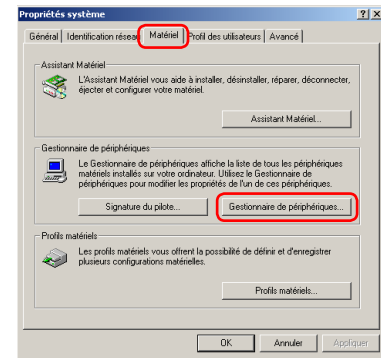 Propriétés système
Général Identification réseau Matériel Profil des utilisateurs Avancé
Assistant Matériel
L'Assistant Matériel vous aide à installer, désinstaller, réparer, déconnecter,
éjecter et configurer votre matériel.
Assistant Matériel...
Gestionnaire de périphériques
Le Gestionnaire de périphériques affiche la liste de tous les périphériques
matériels installés sur votre ordinateur. Utilisez le Gestionnaire de
périphériques pour modifier les propriétés de l'un de ces périphériques.
Signature du pilote... Gestionnaire de périphériques...
Profils matériels
Les profils matériels vous offrent la possibilité de définir et d'enregistrer
plusieurs configurations matérielles.
Profils matériels...
OK Annuler Appliquer